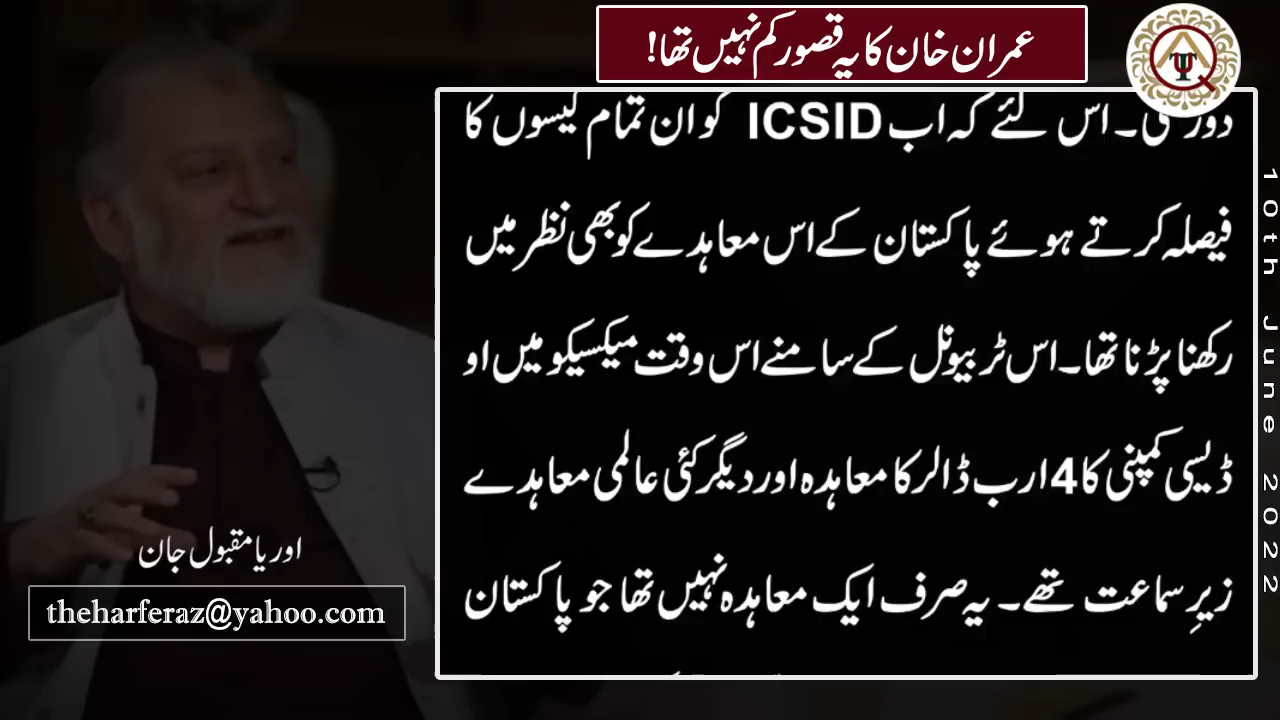 عمران خان کا یہ قصور کم نہیں تھا!
اس لئے کہ اب ICSID کو ان تمام کیسوں کا
فیصلہ کرتے ہوئے پاکستان کے اس معاہدے کو بھی نظر میں
رکھنا پڑنا تھا۔ اس ٹربیونل کے سامنے اس وقت میکسیکو میں او
ڈیسی کمپنی کا 4 ارب ڈالر کا معاہدہ اور دیگر کئی عالمی معاہدے
زیرِ سماعت تھے۔ یہ صرف ایک معاہدہ نہیں تھا جو پاکستان
اوریا مقبول جان
theharferaz@yahoo.com
10th June 2022